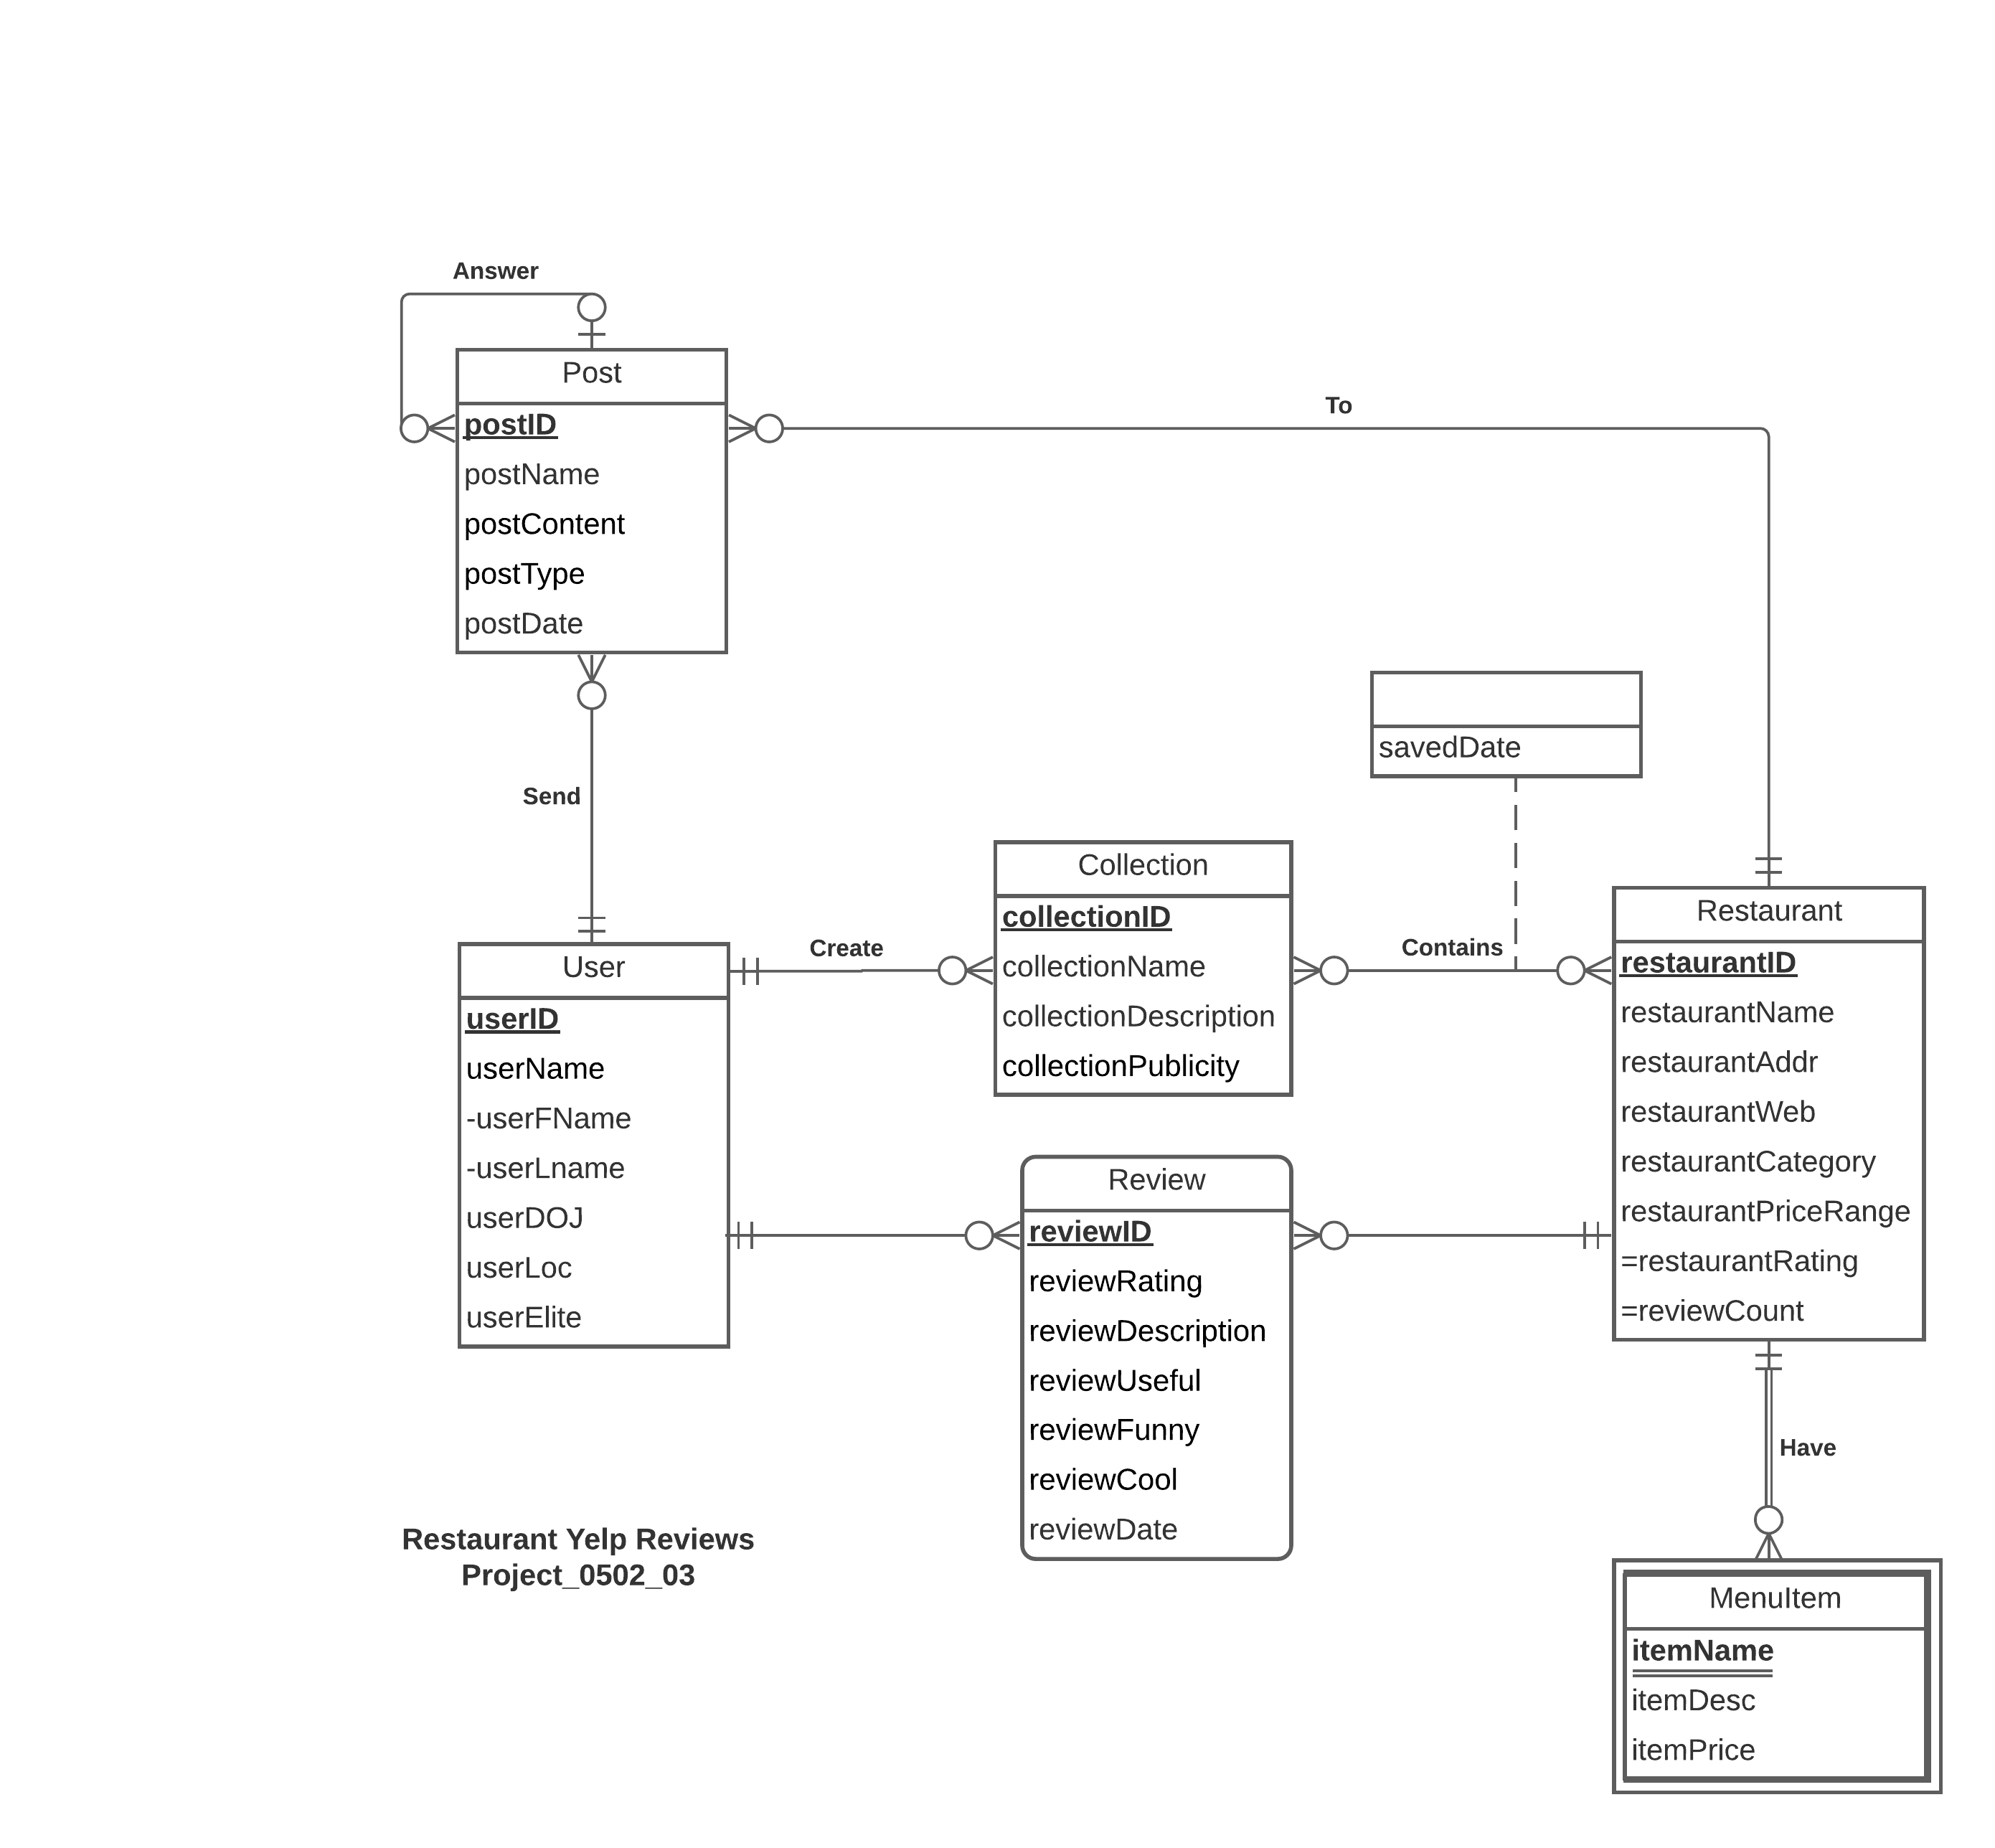 Answer
Post
postID
postName
postContent
postType
postDate
To
Send
savedDate
Collection
collectionID
collectionName
collectionDescription
collectionPublicity
Create
Contains
User
userID
userName
-userFName
-userLname
userDOJ
userLoc
userElite
Restaurant
restaurantID
restaurantName
restaurantAddr
restaurantWeb
restaurantCategory
restaurantPriceRange
=restaurantRating
=reviewCount
Review
reviewID
reviewRating
reviewDescription
reviewUseful
reviewFunny
reviewCool
reviewDate
Have
Restaurant Yelp Reviews
Project_0502_03
MenuItem
itemName
itemDesc
itemPrice